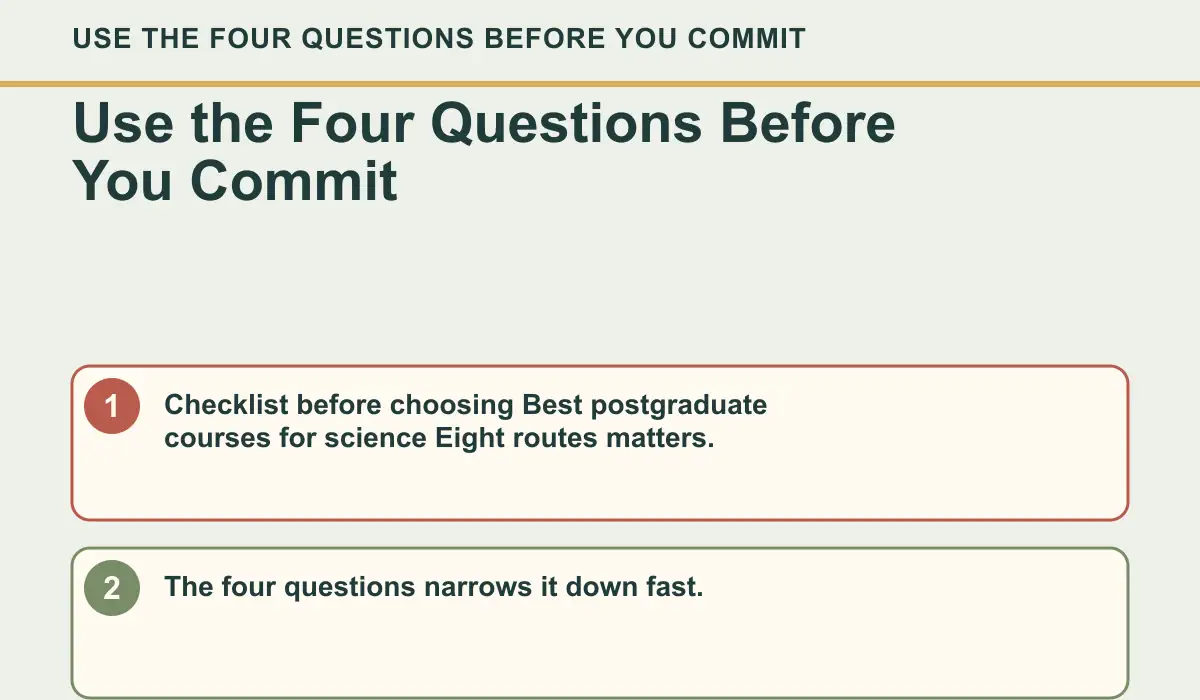 USE THE FOUR QUESTIONS BEFORE YOU COMMIT
Use the Four Questions Before
You Commit
1
Checklist before choosing Best postgraduate
courses for science Eight routes matters.
2
The four questions narrows it down fast.